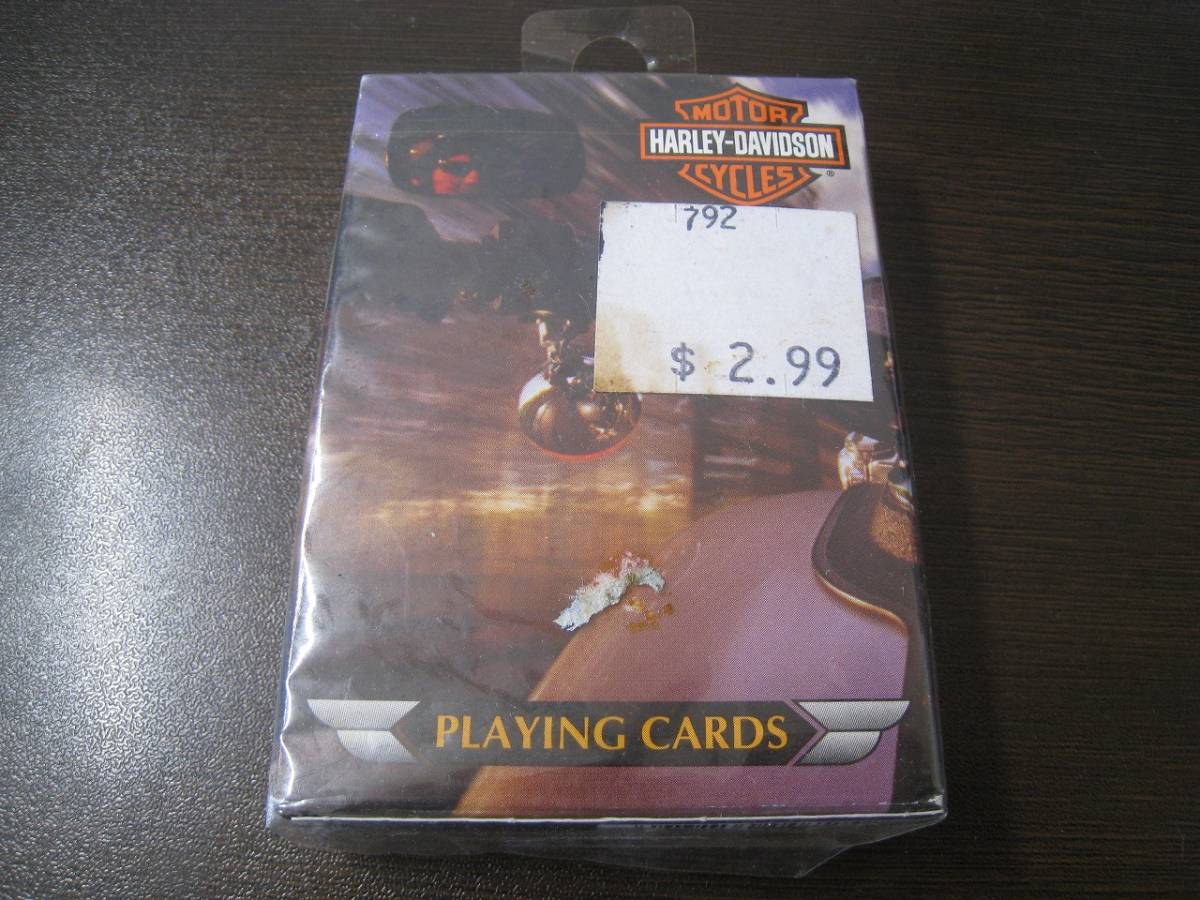 MOTOR
HARLEY-DAVIDSON
CYCLES
®
792
$ 2.99
PLAYING CARDS